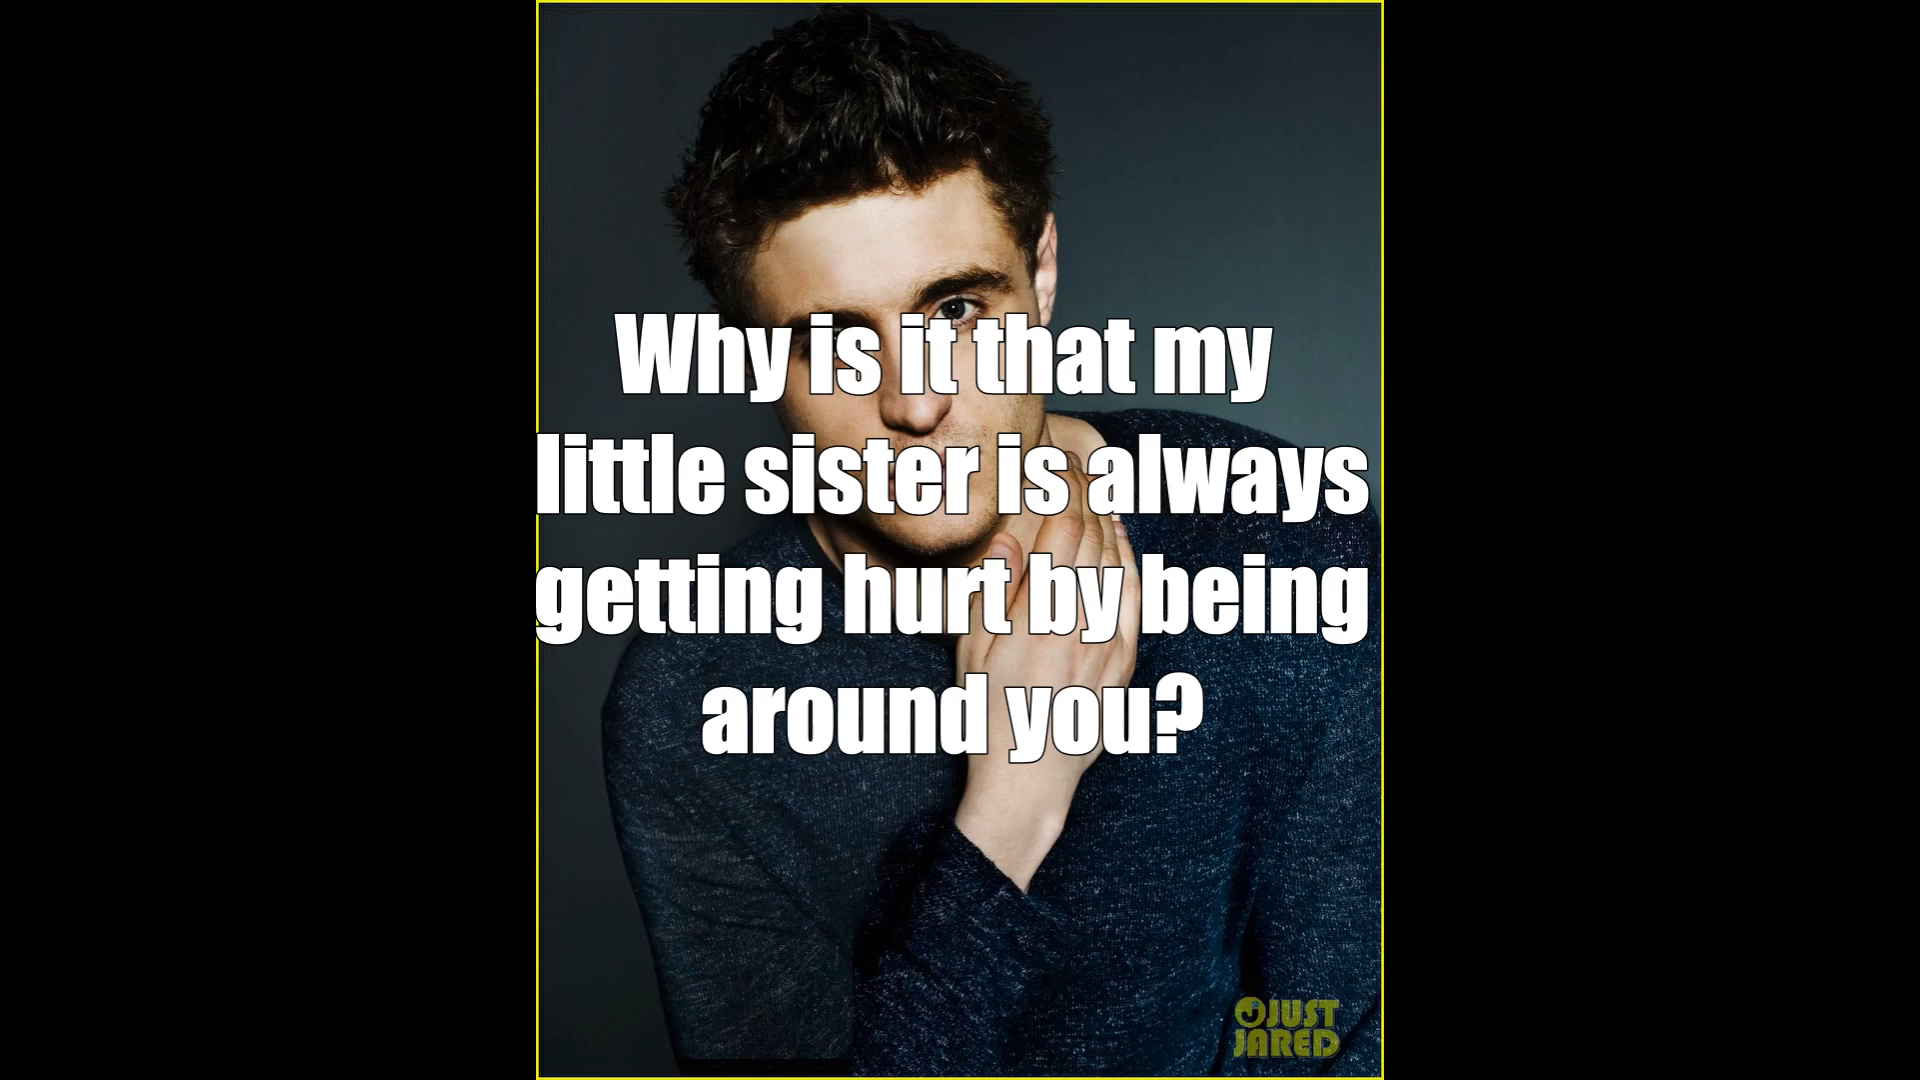 Why is it that my
little sister is always
getting hurt by being
around you?
JUST
JARED